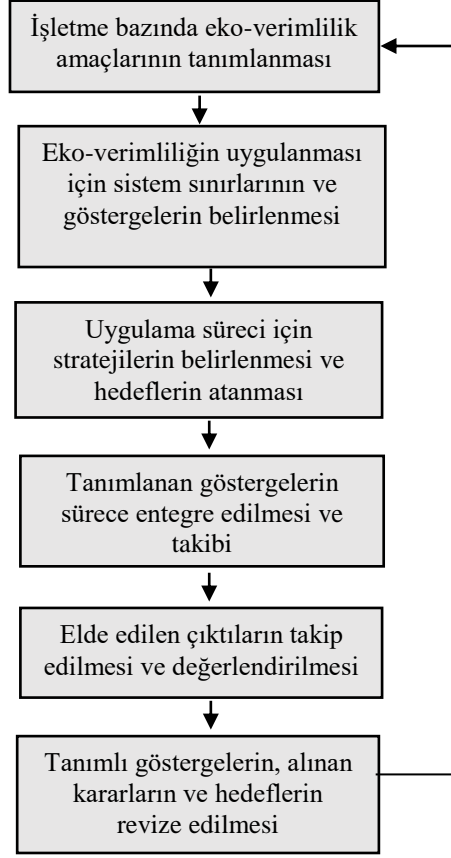 İşletme bazında eko-verimlilik
amaçlarının tanımlanması
Eko-verimliliğin uygulanması
için sistem sınırlarının ve
göstergelerin belirlenmesi
Uygulama süreci için
stratejilerin belirlenmesi ve
hedeflerin atanması
Tanımlanan göstergelerin
sürece entegre edilmesi ve
takibi
Elde edilen çıktıların takip
edilmesi ve değerlendirilmesi
Tanımlı göstergelerin, alınan
kararların ve hedeflerin
revize edilmesi